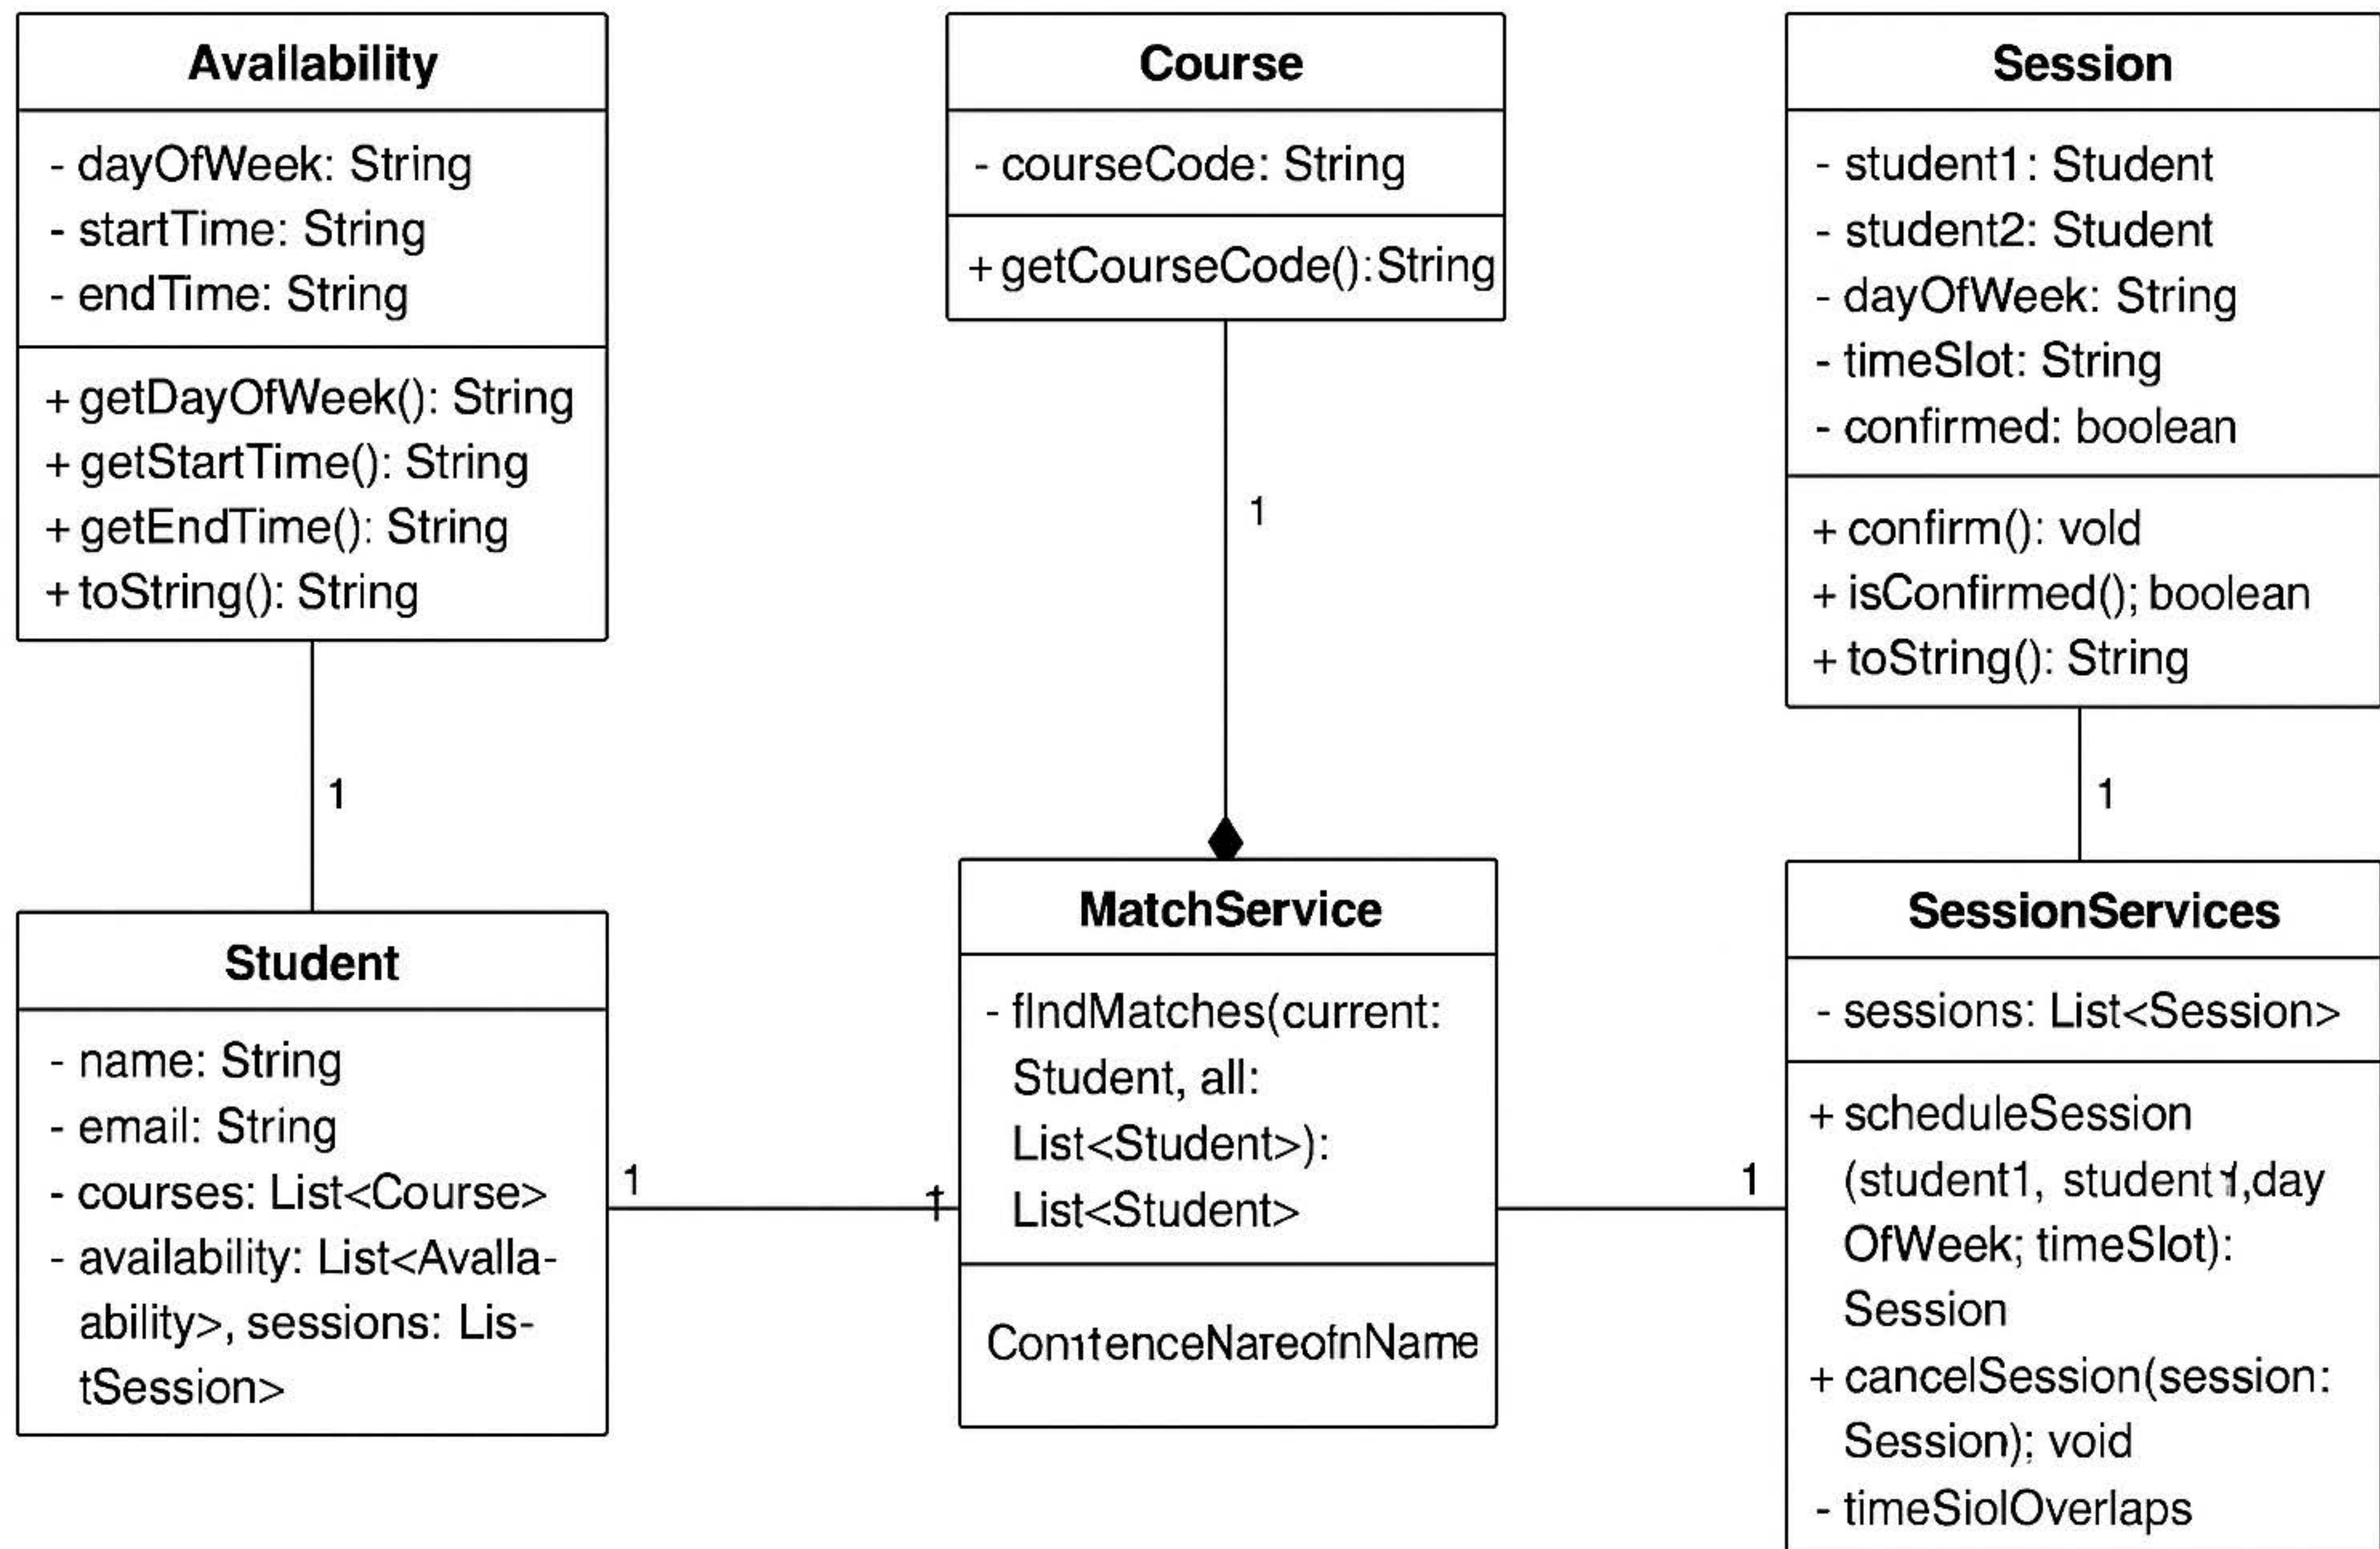 Availability
- dayOfWeek: String
- startTime: String
- endTime: String
+ getDayOfWeek(): String
+ getStartTime(): String
+ getEndTime(): String
+ toString(): String
Course
- courseCode: String
+ getCourseCode():String
Session
- student1: Student
- student2: Student
- dayOfWeek: String
- timeSlot: String
- confirmed: boolean
+ confirm(): vold
+ isConfirmed(); boolean
+ toString(): String
1
1
1
Student
- name: String
- email: String
- courses: List<Course>
- availability: List<Avalla-
ability>, sessions: Lis-
tSession>
1
1
MatchService
- fIndMatches(current:
Student, all:
List<Student>):
List<Student>
1
SessionServices
- sessions: List<Session>
+ scheduleSession
(student1, student1,day
OfWeek; timeSlot):
Session
+ cancelSession(session:
Session); void
- timeSiolOverlaps